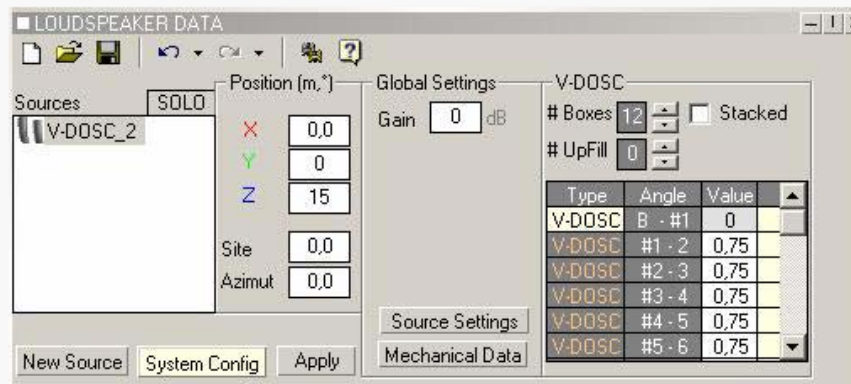 LOUDSPEAKER DATA
Sources
SOLO
V-DOSC_2
Position (m,°)
X 0,0
Y 0
Z 15
Site 0,0
Azimut 0,0
Global Settings
Gain 0 dB
Source Settings
Mechanical Data
V-DOSC
# Boxes 12 Stacked
# UpFill 0
Type Angle Value
V-DOSC B - #1 0
V-DOSC #1 - 2 0,75
V-DOSC #2 - 3 0,75
V-DOSC #3 - 4 0,75
V-DOSC #4 - 5 0,75
V-DOSC #5 - 6 0,75
New Source System Config Apply